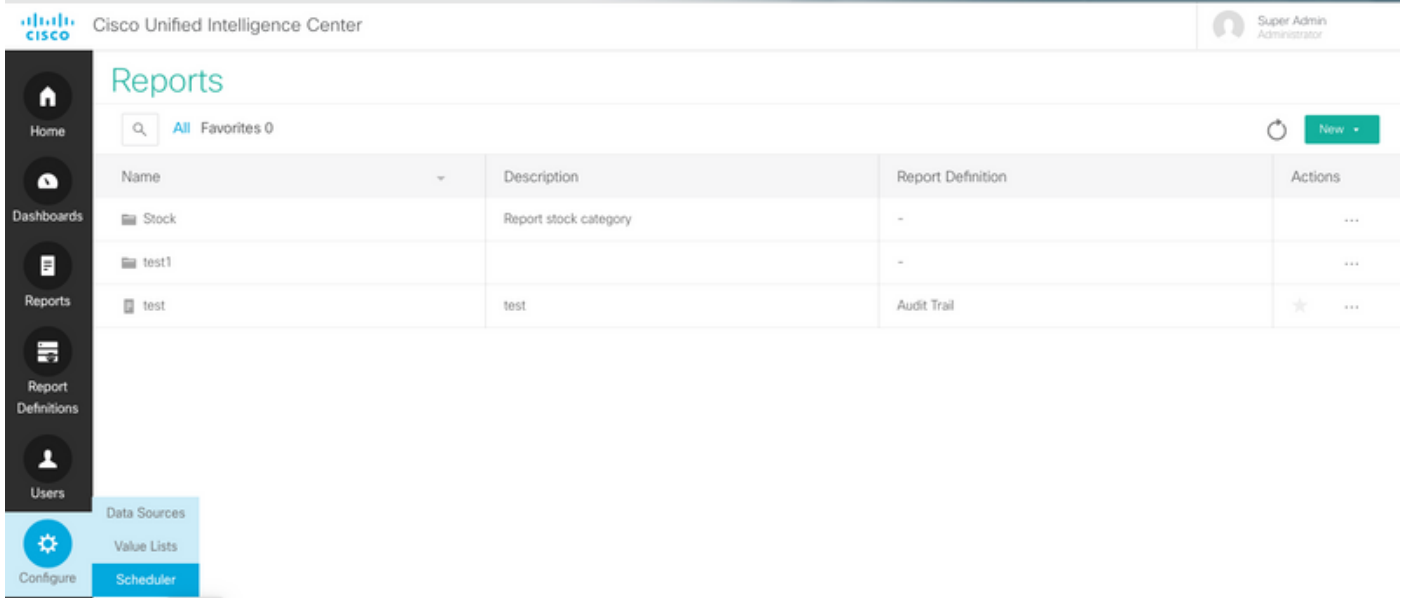 CISCO Cisco Unified Intelligence Center
Super Admin
Administrator
Reports
All Favorites 0
New
Name Description Report Definition Actions
Stock Report stock category - ...
test1 - ...
test test Audit Trail ...
Home
Dashboards
Reports
Report
Definitions
Users
Configure
Data Sources
Value Lists
Scheduler